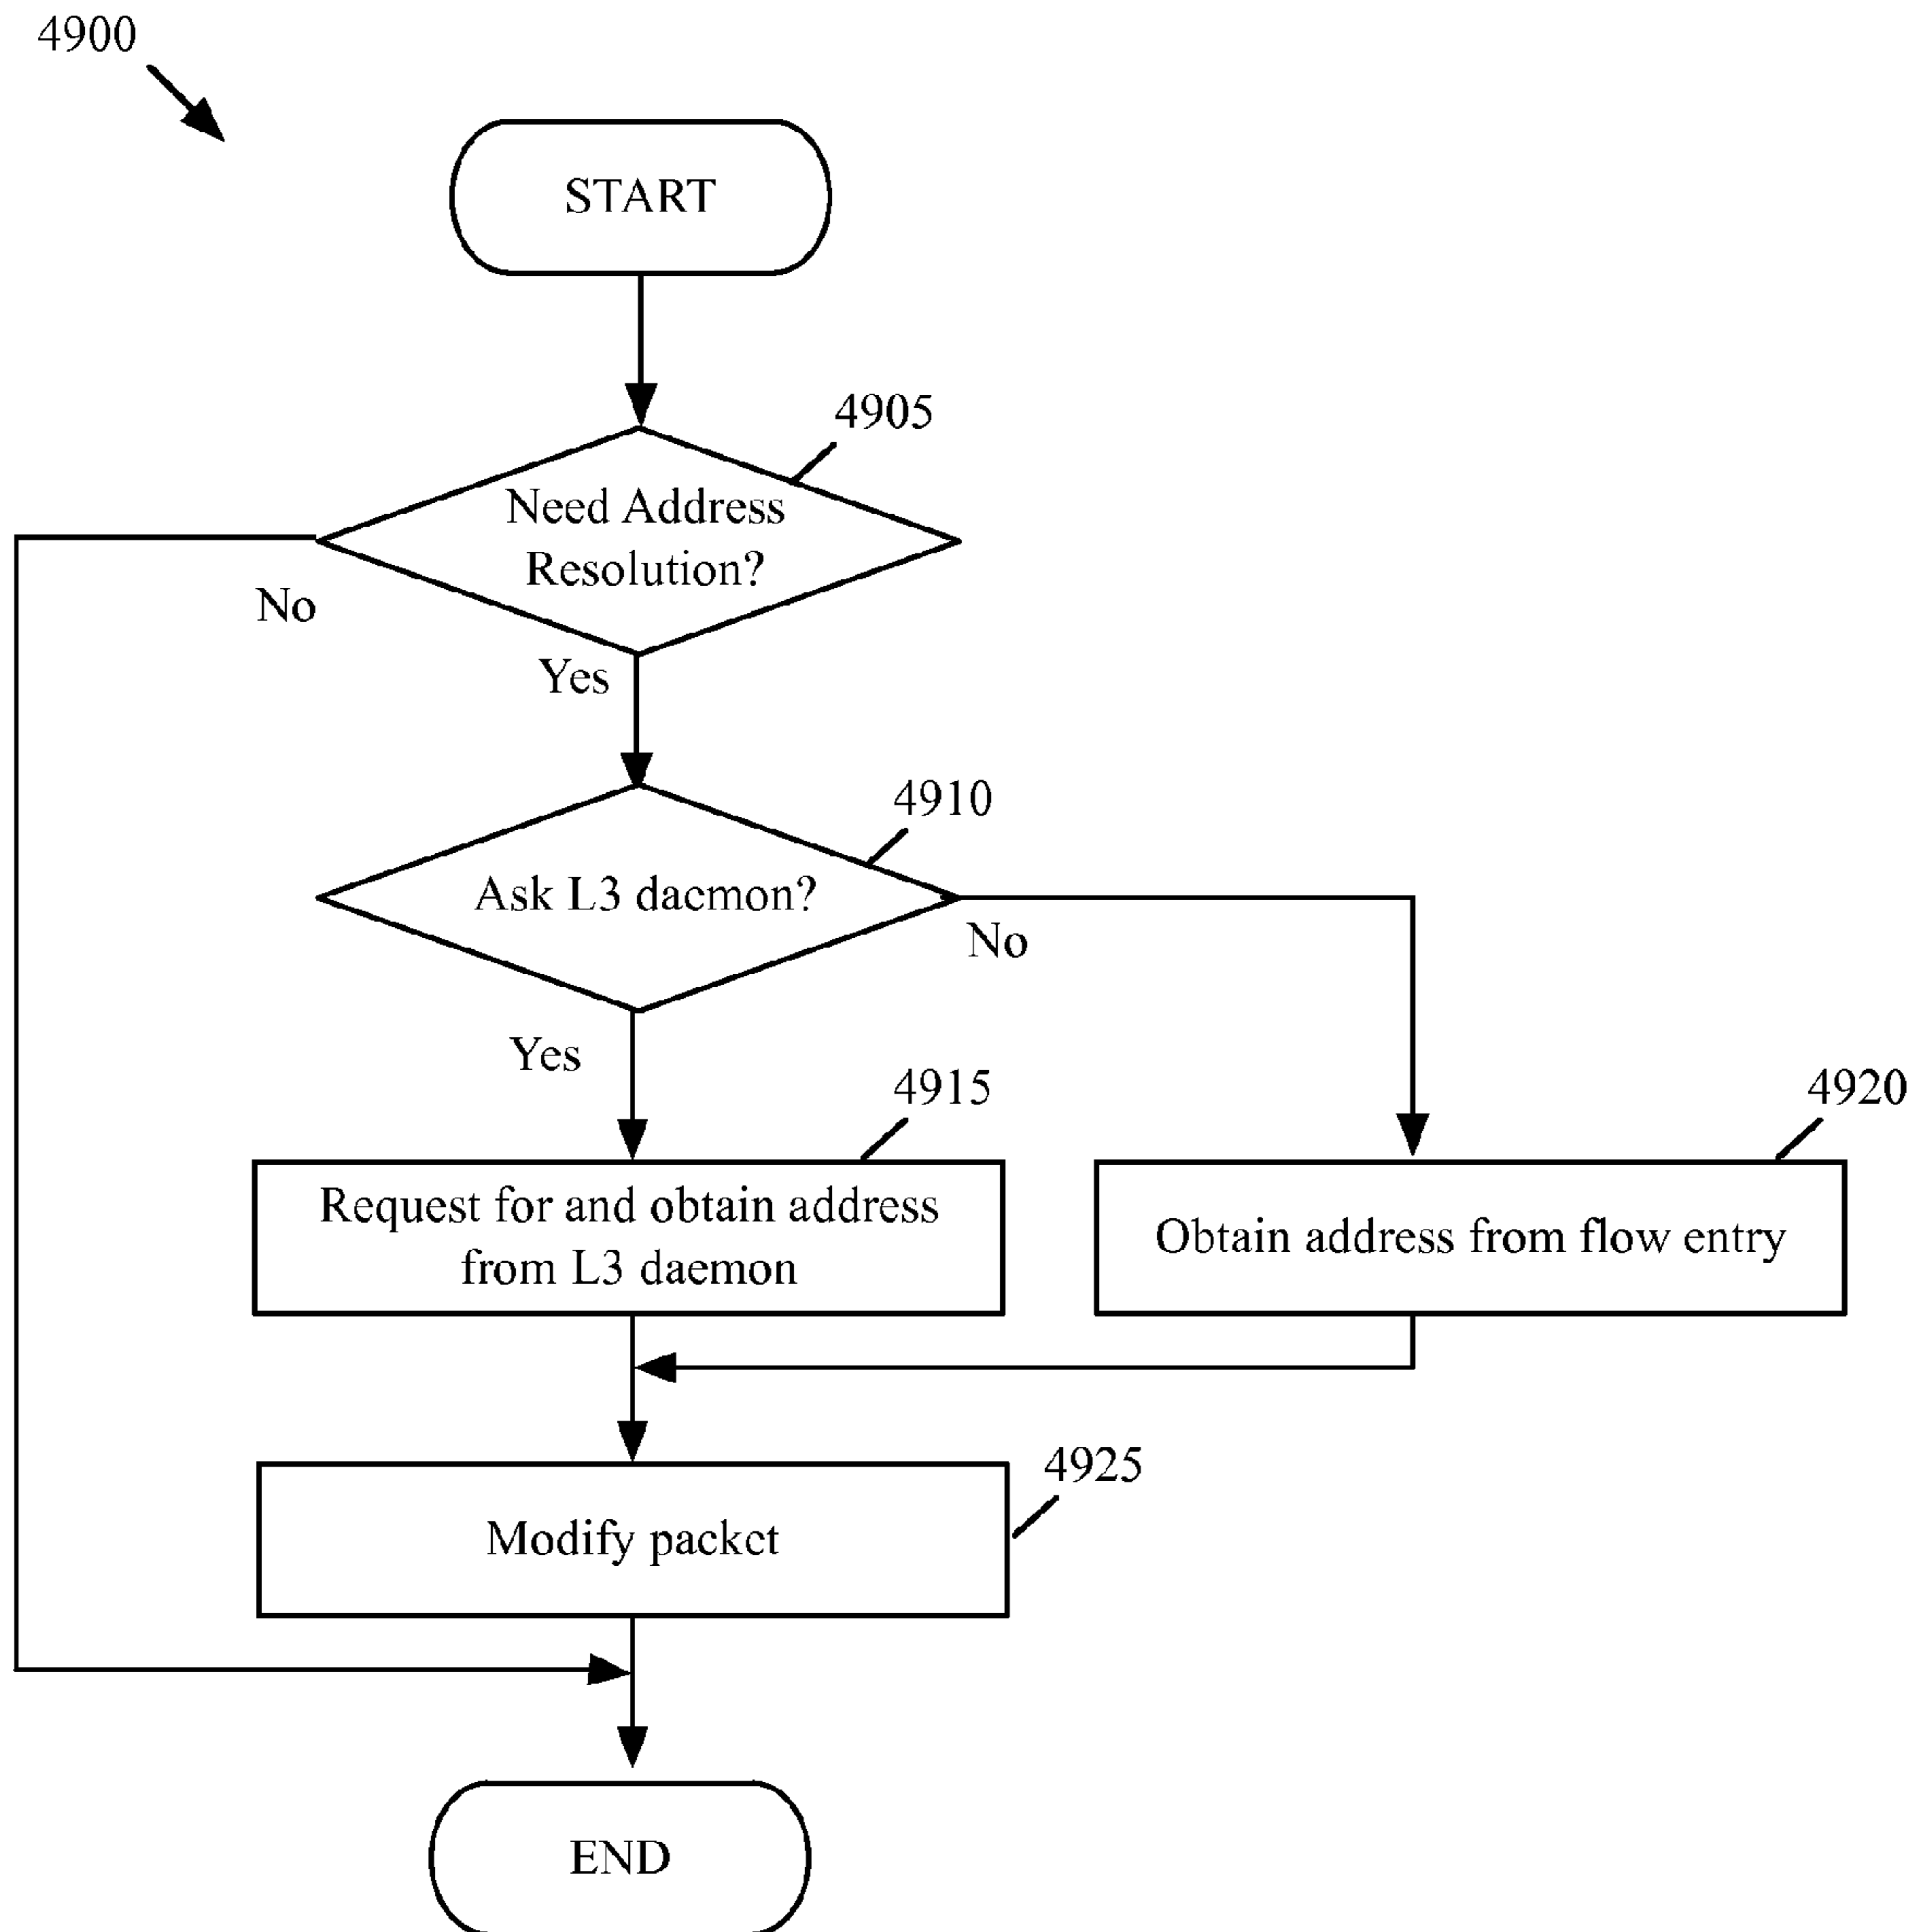 4900
START
4905
Need Address
Resolution?
No
Yes
4910
Ask L3 daemon?
No
Yes
4915
4920
Request for and obtain address
from L3 daemon
Obtain address from flow entry
4925
Modify packet
END